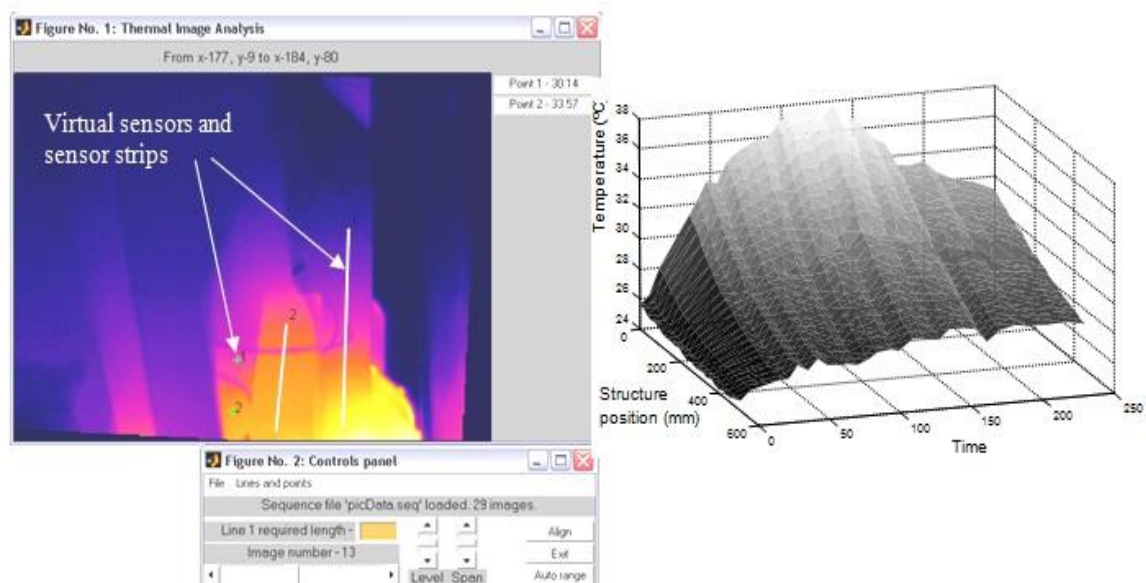 Figure No. 1: Thermal Image Analysis
From x-177, y-9 to x-184, y-80
Point 1 - 30.14
Point 2 - 33.57
Virtual sensors and
sensor strips
2
1
2
Temperature (ºC)
38
36
34
32
30
28
26
24
0
200
400
600
Structure
position (mm)
0
50
100
150
200
250
Time
Figure No. 2: Controls panel
File Lines and points
Sequence file 'picData.seq' loaded. 29 images.
Line 1 required length -
Align
Image number - 13
Exit
Level Span
Auto range